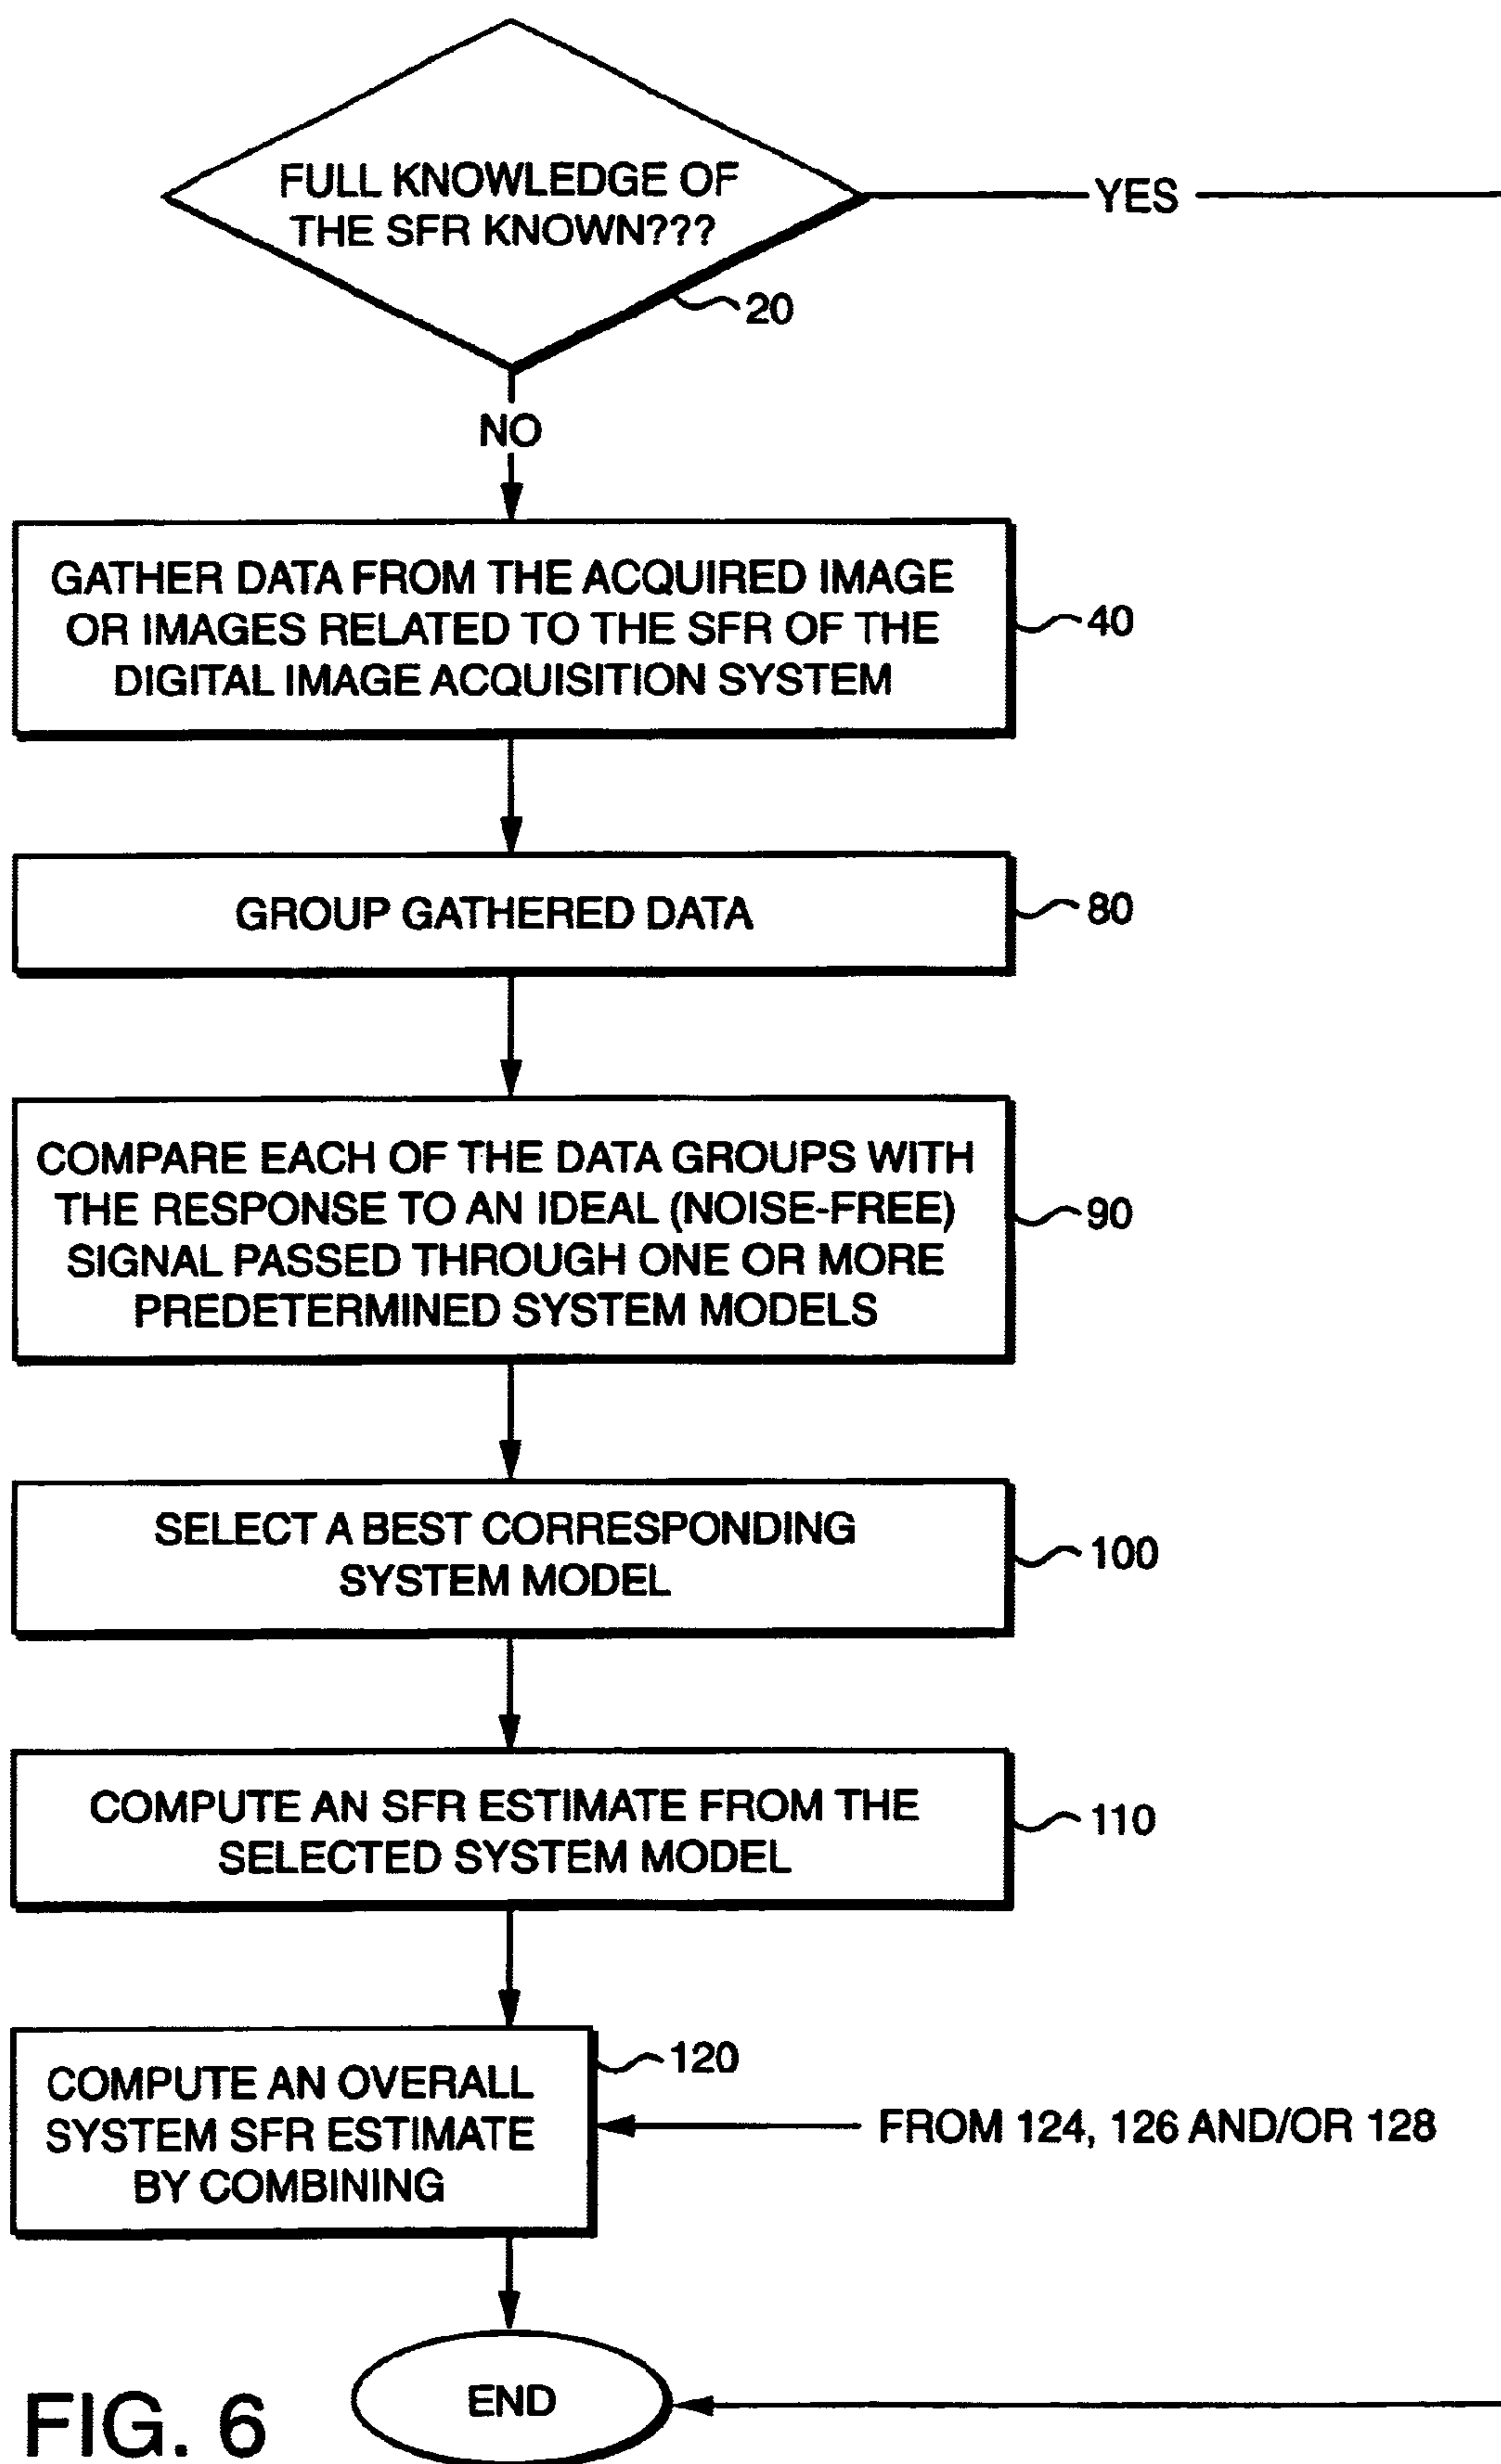 FULL KNOWLEDGE OF
THE SFR KNOWN???
YES
20
NO
GATHER DATA FROM THE ACQUIRED IMAGE
OR IMAGES RELATED TO THE SFR OF THE
DIGITAL IMAGE ACQUISITION SYSTEM
40
GROUP GATHERED DATA
80
COMPARE EACH OF THE DATA GROUPS WITH
THE RESPONSE TO AN IDEAL (NOISE-FREE)
SIGNAL PASSED THROUGH ONE OR MORE
PREDETERMINED SYSTEM MODELS
90
SELECT A BEST CORRESPONDING
SYSTEM MODEL
100
COMPUTE AN SFR ESTIMATE FROM THE
SELECTED SYSTEM MODEL
110
COMPUTE AN OVERALL
SYSTEM SFR ESTIMATE
BY COMBINING
120
FROM 124, 126 AND/OR 128
END
FIG. 6